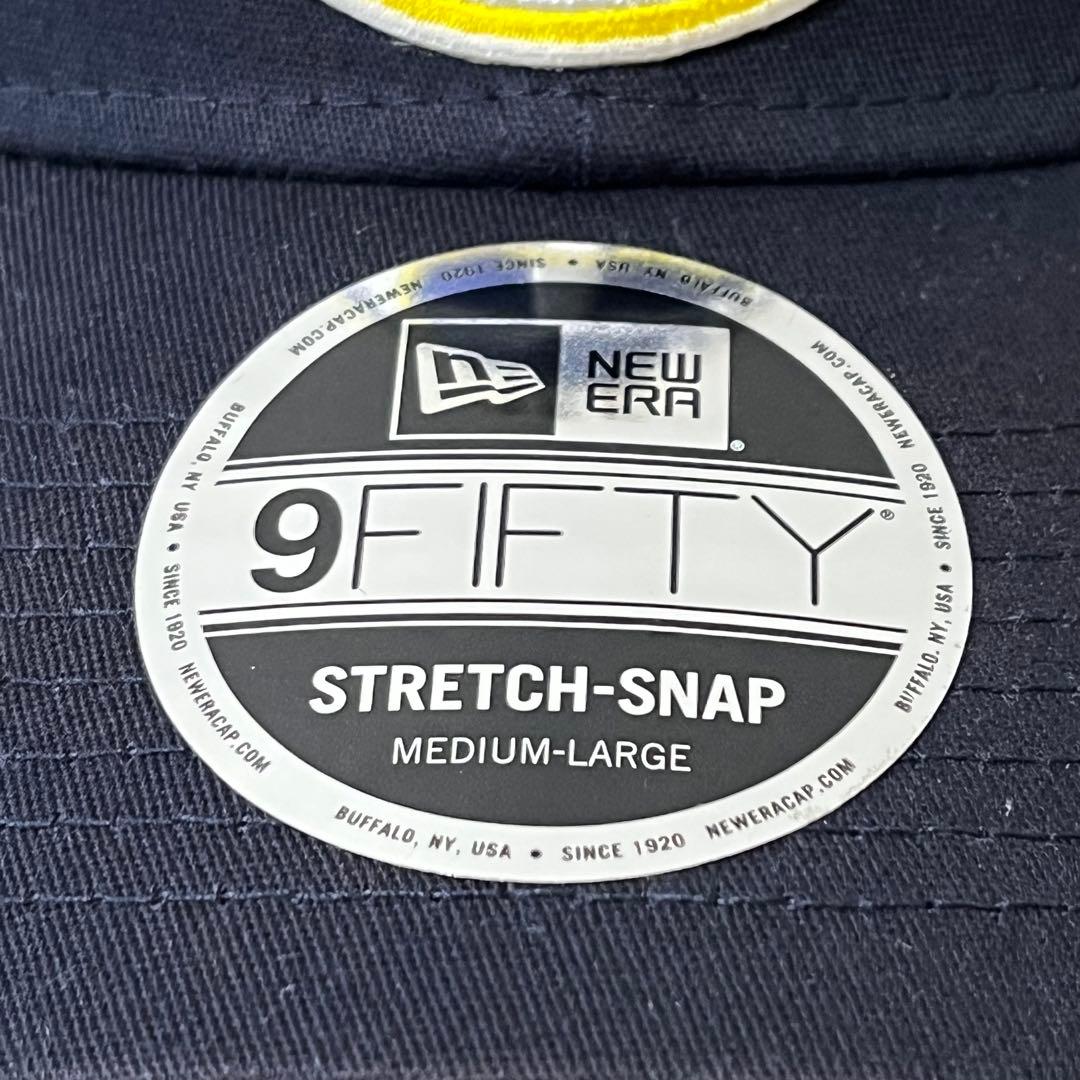 NEW
ERA
®
9FIFTY®
STRETCH-SNAP
MEDIUM-LARGE
BUFFALO, NY, USA • SINCE 1920 NEWERACAP.COM
BUFFALO, NY, USA • SINCE 1920 NEWERACAP.COM
BUFFALO, NY USA • SINCE 1920 NEWERACAP.COM
BUFFALO, NY USA • SINCE 1920 NEWERACAP.COM